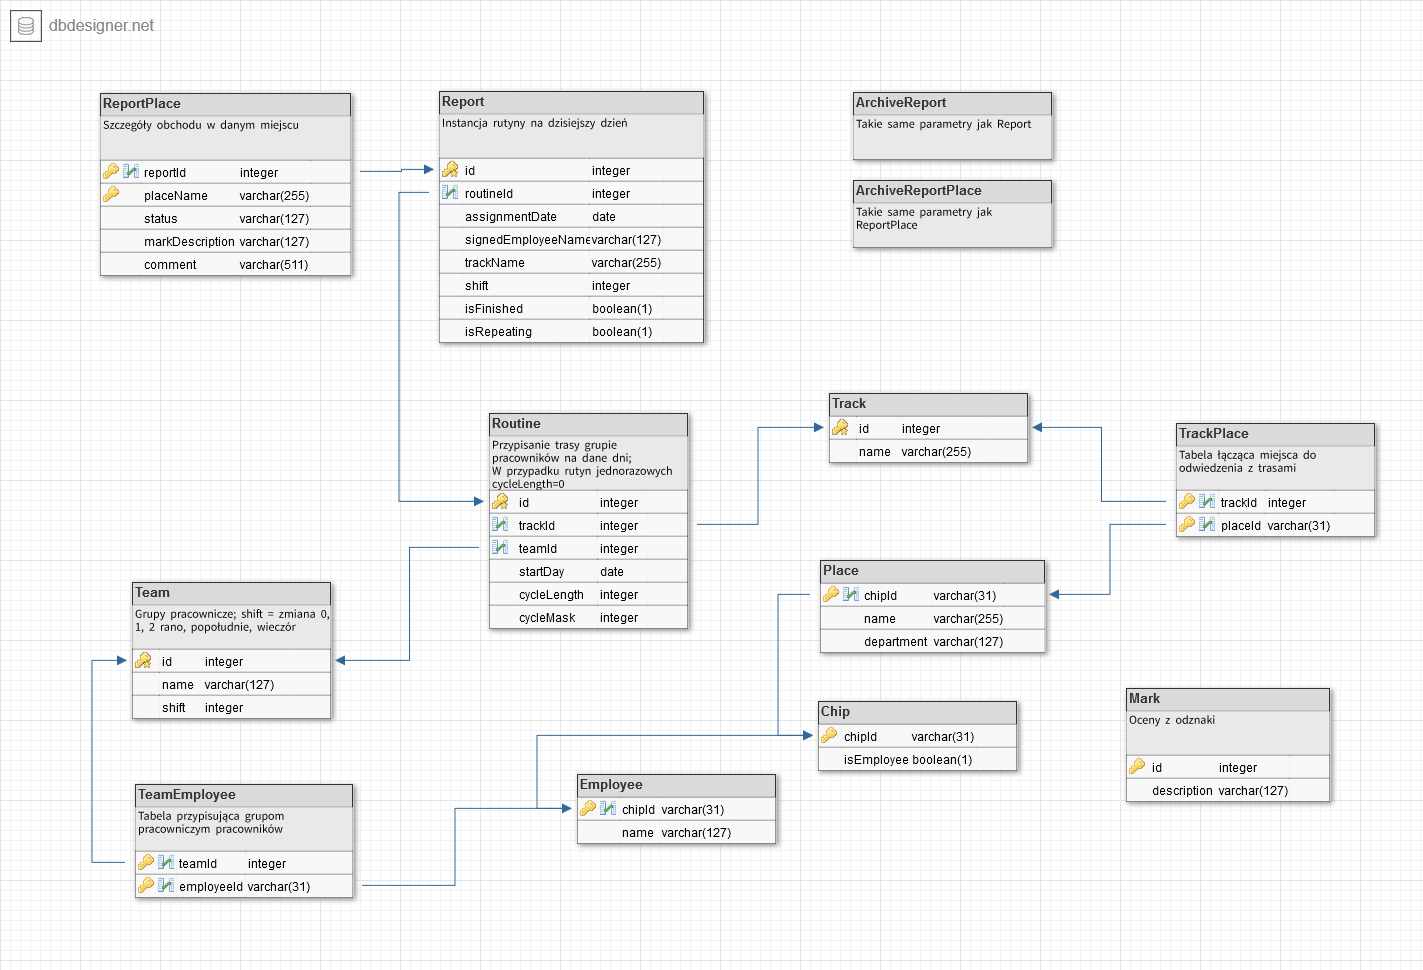 dbdesigner.net
ReportPlace
Szczegóły obchodu w danym miejscu
reportId integer
placeName varchar(255)
status varchar(127)
markDescription varchar(127)
comment varchar(511)
Report
Instancja rutyny na dzisiejszy dzień
id integer
routineId integer
assignmentDate date
signedEmployeeName varchar(127)
trackName varchar(255)
shift integer
isFinished boolean(1)
isRepeating boolean(1)
ArchiveReport
Takie same parametry jak Report
ArchiveReportPlace
Takie same parametry jak
ReportPlace
Routine
Przypisanie trasy grupie
pracowników na dane dni;
W przypadku rutyn jednorazowych
cycleLength=0
id integer
trackId integer
teamId integer
startDay date
cycleLength integer
cycleMask integer
Track
id integer
name varchar(255)
TrackPlace
Tabela łącząca miejsca do
odwiedzenia z trasami
trackId integer
placeId varchar(31)
Place
chipId varchar(31)
name varchar(255)
department varchar(127)
Team
Grupy pracownicze; shift = zmiana 0,
1, 2 rano, popołudnie, wieczór
id integer
name varchar(127)
shift integer
Chip
chipId varchar(31)
isEmployee boolean(1)
Mark
Oceny z odznaki
id integer
description varchar(127)
Employee
chipId varchar(31)
name varchar(127)
TeamEmployee
Tabela przypisująca grupom
pracowniczym pracowników
teamId integer
employeeId varchar(31)